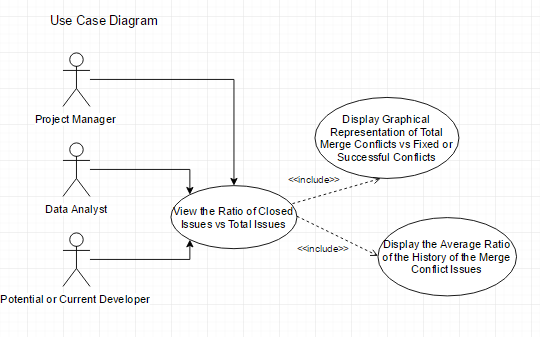 Use Case Diagram
Project Manager
Display Graphical
Representation of Total
Merge Conflicts vs Fixed or
Successful Conflicts
<<include>>
Data Analyst
View the Ratio of Closed
Issues vs Total Issues
<<include>>
Display the Average Ratio
of the History of the Merge
Conflict Issues
Potential or Current Developer